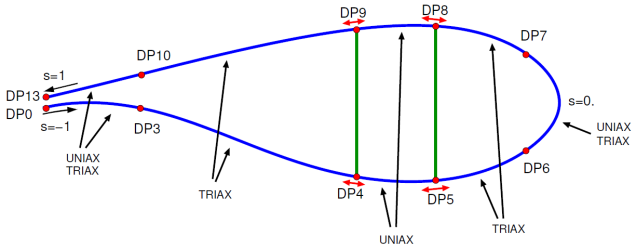 DP9
DP8
DP10
DP7
s=1
DP13
DP0
s=0.
s=−1
DP3
UNIAX
TRIAX
UNIAX
TRIAX
DP6
DP4
DP5
TRIAX
TRIAX
UNIAX